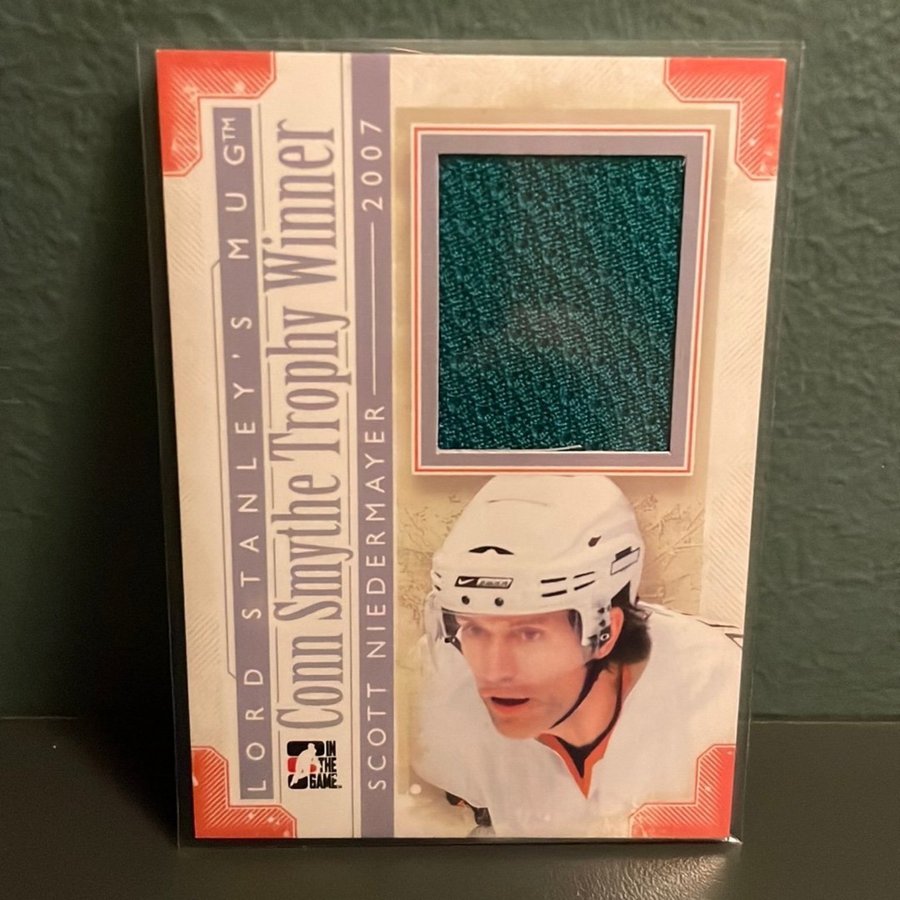 LORD STANLEY'S MUG™
Conn Smythe Trophy Winner
SCOTT NIEDERMAYER 2007
IN
THE
GAME